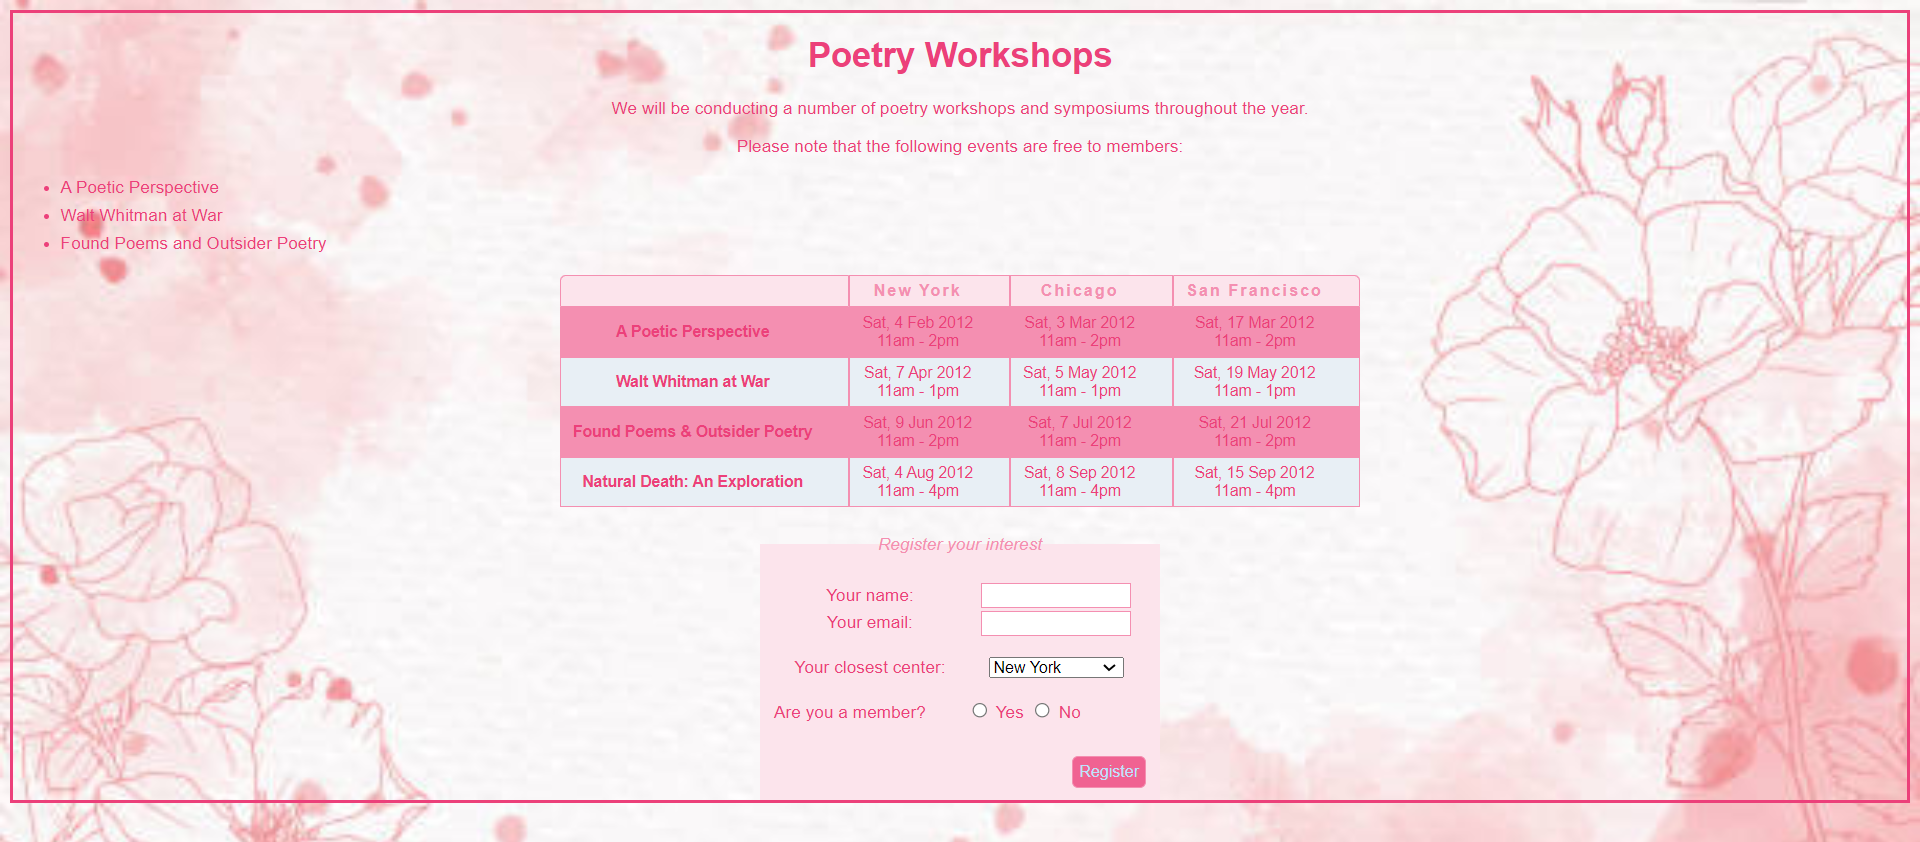 Poetry Workshops
We will be conducting a number of poetry workshops and symposiums throughout the year.
Please note that the following events are free to members:
• A Poetic Perspective
• Walt Whitman at War
• Found Poems and Outsider Poetry
New York Chicago San Francisco
A Poetic Perspective Sat, 4 Feb 2012 Sat, 3 Mar 2012 Sat, 17 Mar 2012
11am - 2pm 11am - 2pm 11am - 2pm
Walt Whitman at War Sat, 7 Apr 2012 Sat, 5 May 2012 Sat, 19 May 2012
11am - 1pm 11am - 1pm 11am - 1pm
Found Poems & Outsider Poetry Sat, 9 Jun 2012 Sat, 7 Jul 2012 Sat, 21 Jul 2012
11am - 2pm 11am - 2pm 11am - 2pm
Natural Death: An Exploration Sat, 4 Aug 2012 Sat, 8 Sep 2012 Sat, 15 Sep 2012
11am - 4pm 11am - 4pm 11am - 4pm
Register your interest
Your name:
Your email:
Your closest center: New York
Are you a member? Yes No
Register